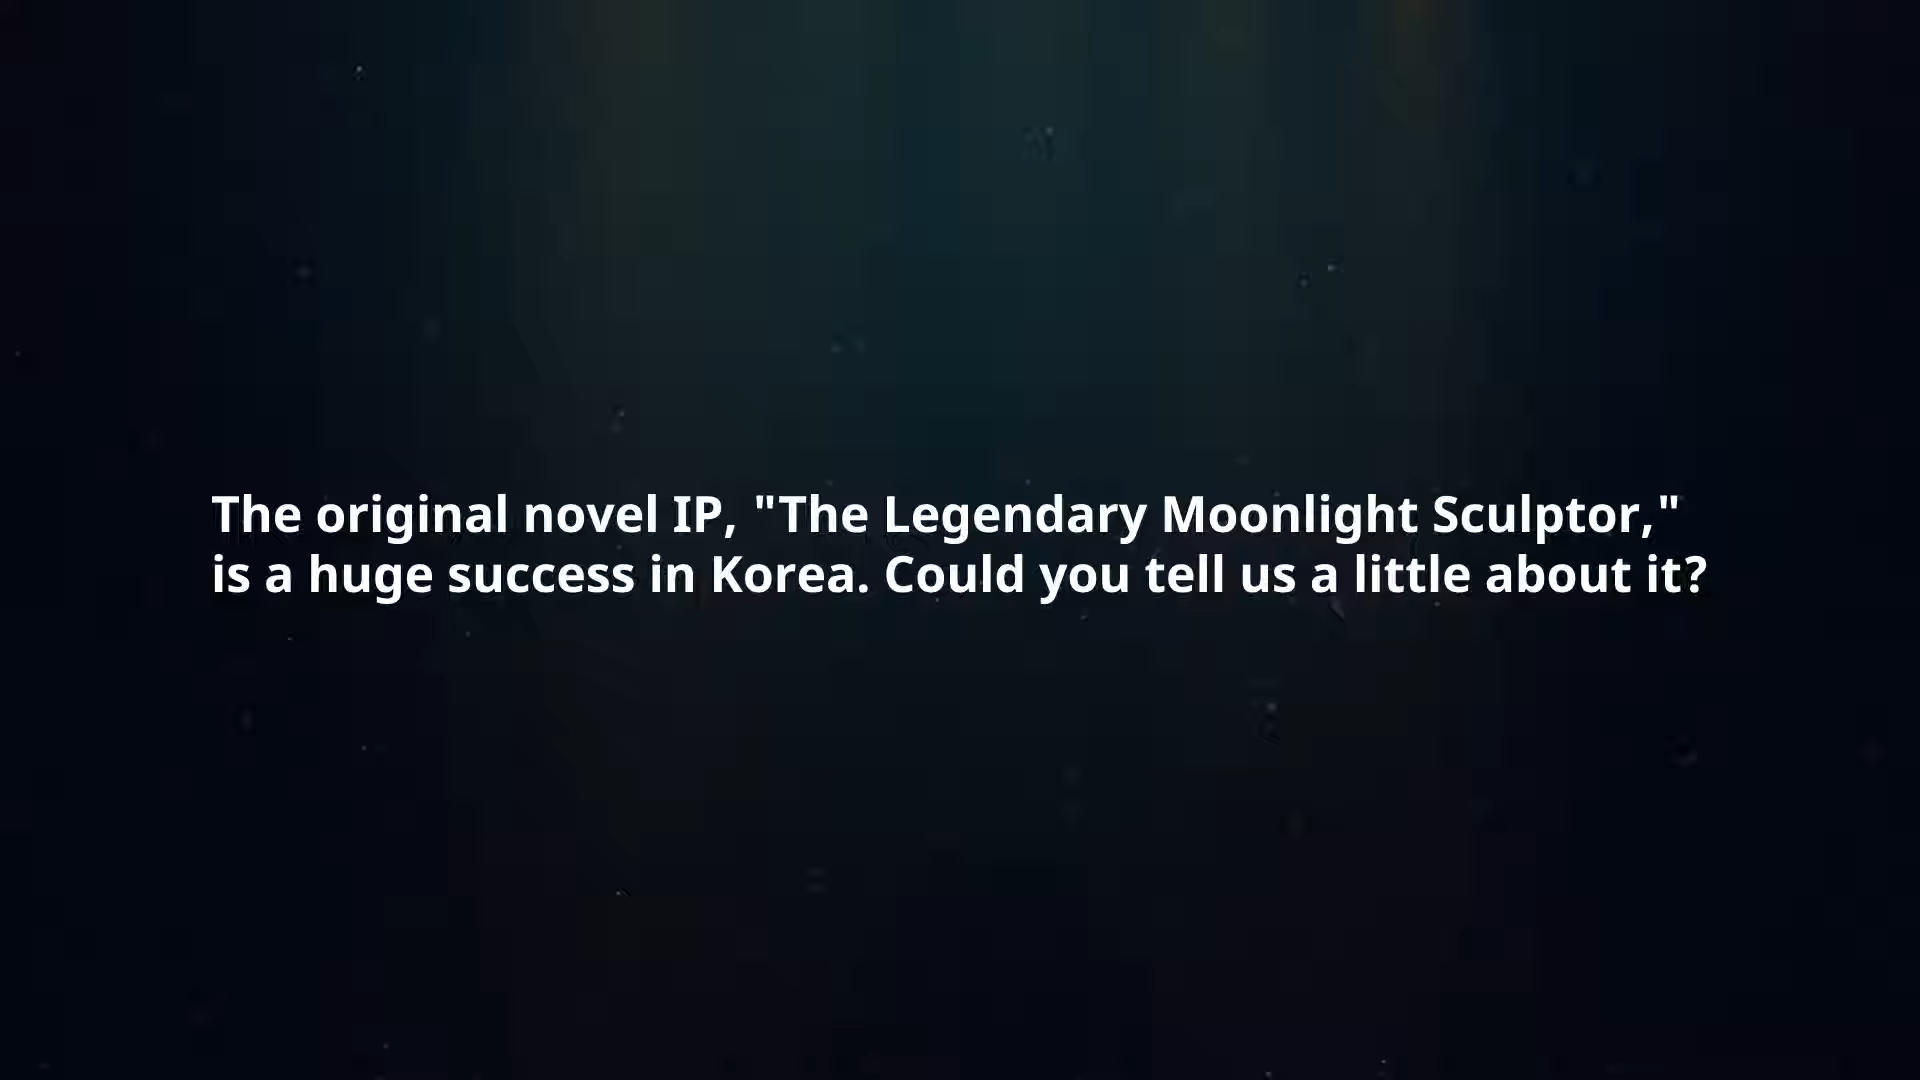 The original novel IP, "The Legendary Moonlight Sculptor,"
is a huge success in Korea. Could you tell us a little about it?